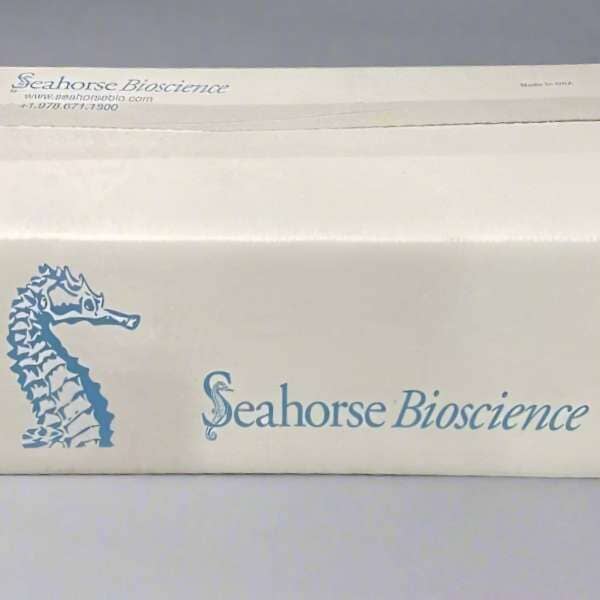 Seahorse Bioscience
www.seahorsebio.com
+1.978.671.1600
Made in USA
Seahorse Bioscience